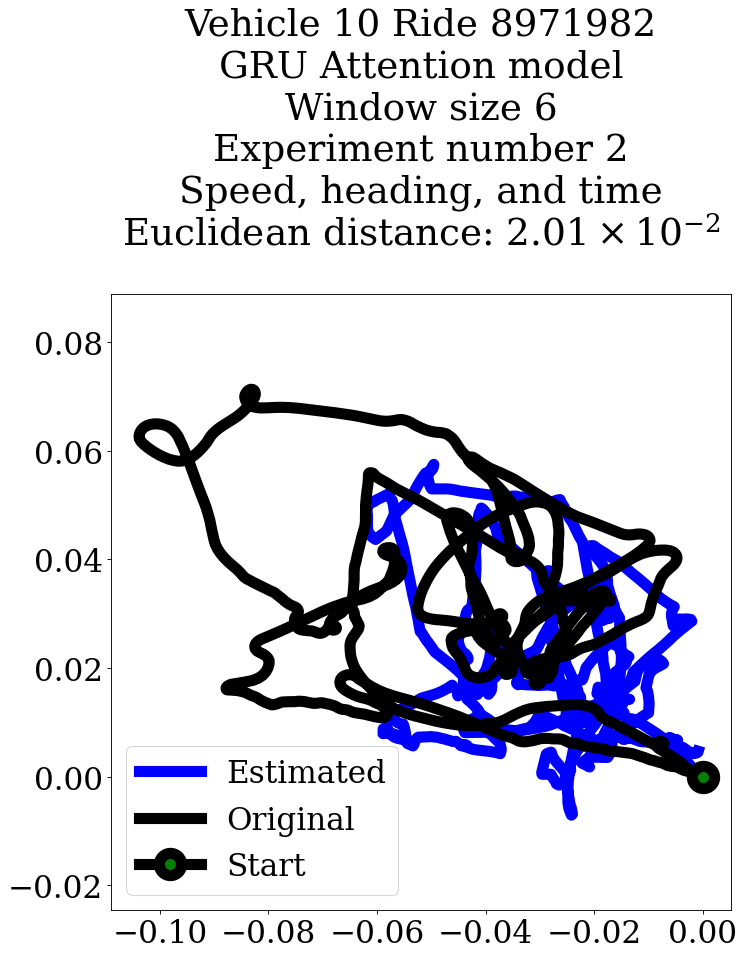 Vehicle 10 Ride 8971982
GRU Attention model
Window size 6
Experiment number 2
Speed, heading, and time
Euclidean distance: 2.01 × 10⁻²
0.08
0.06
0.04
0.02
0.00
−0.02
Estimated
Original
Start
−0.10 −0.08 −0.06 −0.04 −0.02 0.00